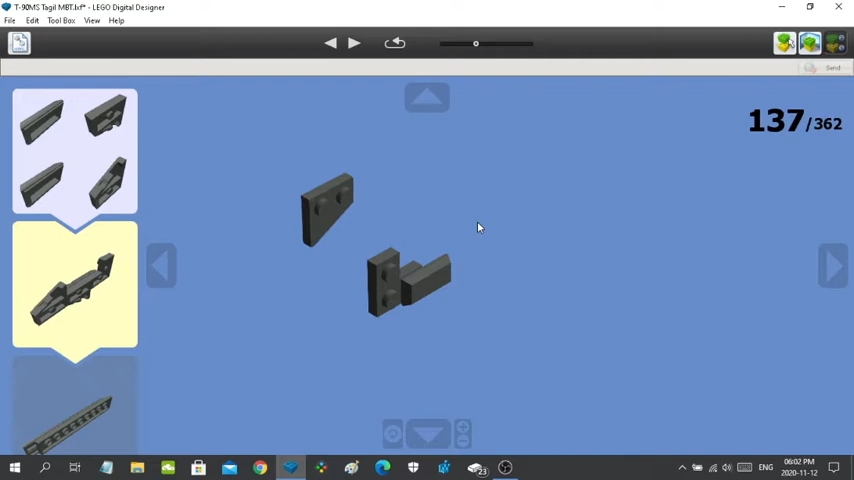 T-90MS Tagil MBT.lxf* - LEGO Digital Designer
File Edit Tool Box View Help
Send
137/362
23
ENG
06:02 PM
2020-11-12